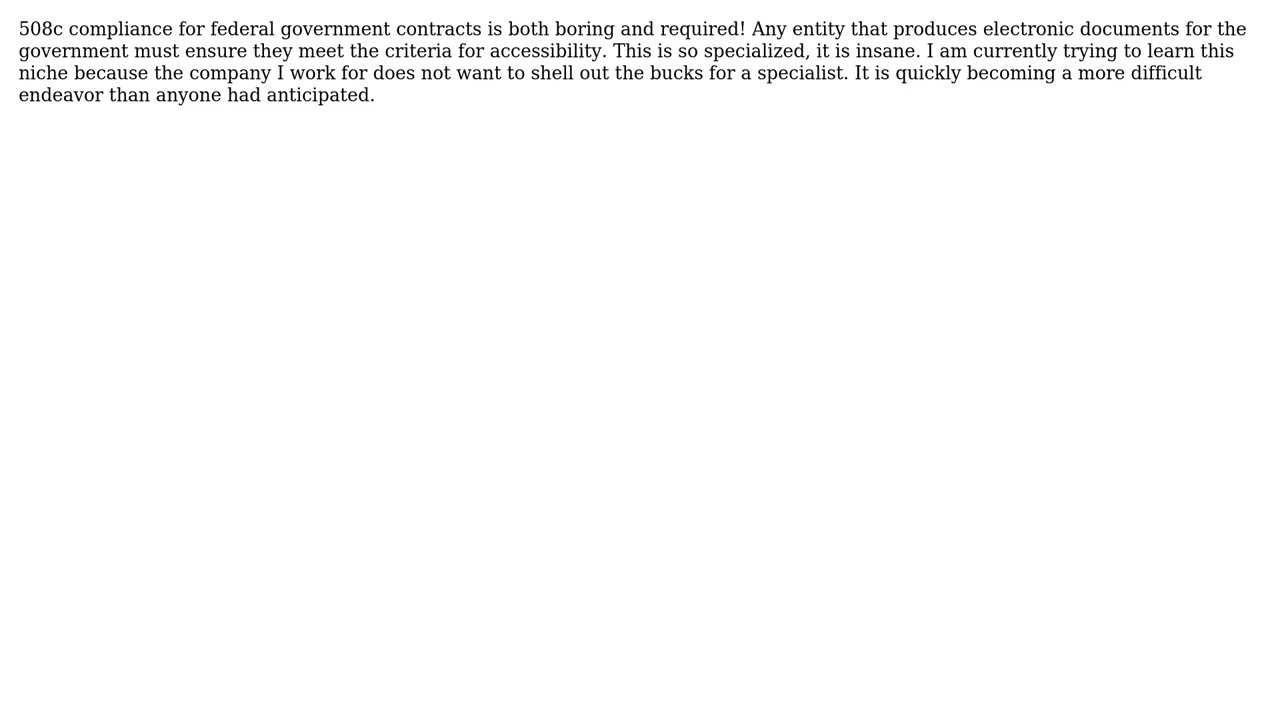 508c compliance for federal government contracts is both boring and required! Any entity that produces electronic documents for the
government must ensure they meet the criteria for accessibility. This is so specialized, it is insane. I am currently trying to learn this
niche because the company I work for does not want to shell out the bucks for a specialist. It is quickly becoming a more difficult
endeavor than anyone had anticipated.